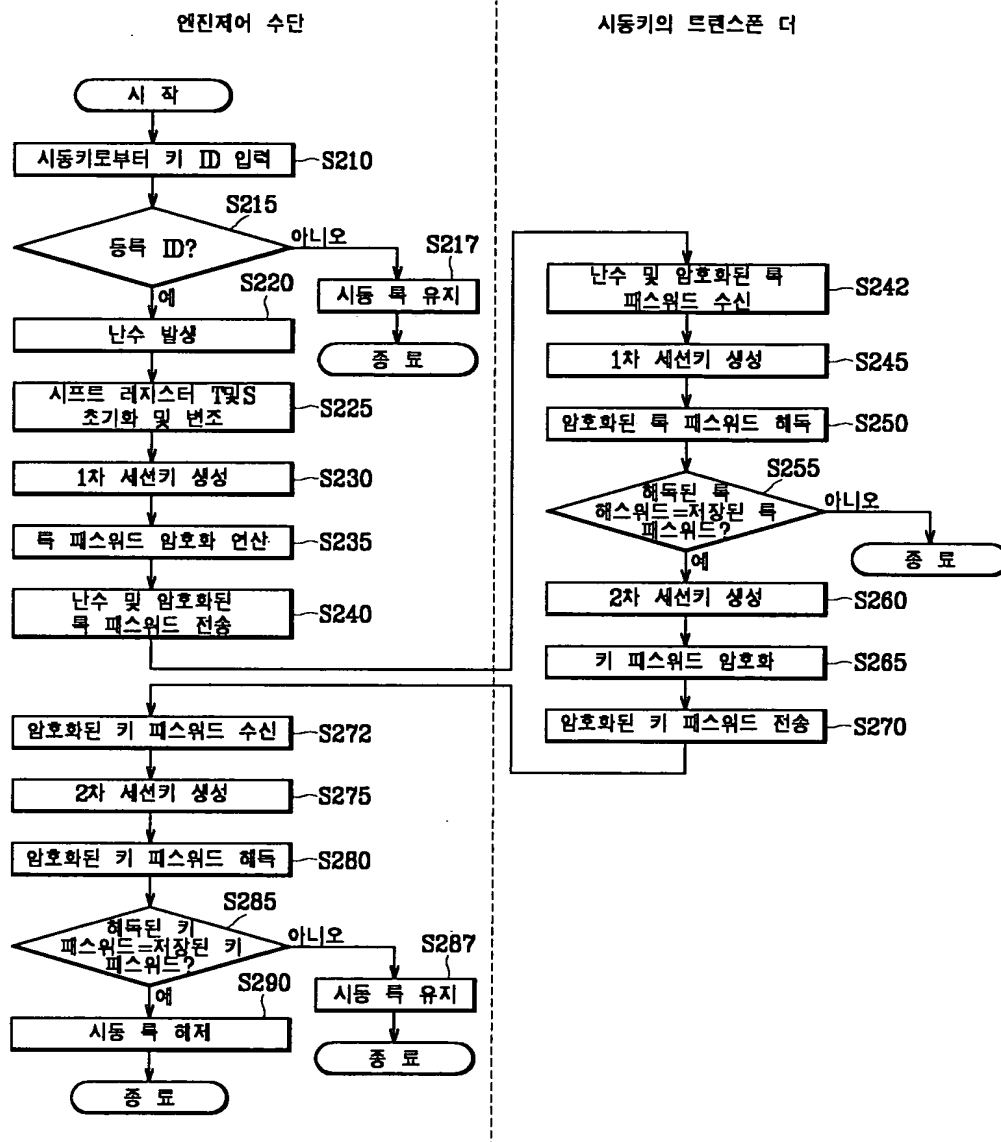 엔진제어 수단
시동키의 트랜스폰 더
시 작
시동키로부터 키 ID 입력
S210
S215
등록 ID?
아니오
예
S217
시동 록 유지
종 료
S220
난수 발생
시프트 레지스터 T및S
초기화 및 변조
S225
1차 세션키 생성
S230
록 패스워드 암호화 연산
S235
난수 및 암호화된
록 패스워드 전송
S240
난수 및 암호화된 록
패스워드 수신
S242
1차 세션키 생성
S245
암호화된 록 패스워드 해독
S250
S255
해독된 록
해스워드=저장된 록
패스워드?
아니오
종 료
예
2차 세션키 생성
S260
키 패스워드 암호화
S265
암호화된 키 패스워드 전송
S270
암호화된 키 패스워드 수신
S272
2차 세션키 생성
S275
암호화된 키 패스워드 해독
S280
S285
해독된 키
패스워드=저장된 키
패스워드?
아니오
예
S287
시동 록 유지
종 료
S290
시동 록 해제
종 료